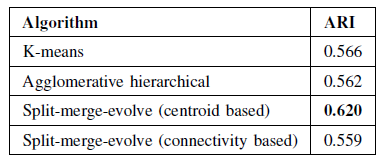 Algorithm ARI
K-means 0.566
Agglomerative hierarchical 0.562
Split-merge-evolve (centroid based) 0.620
Split-merge-evolve (connectivity based) 0.559